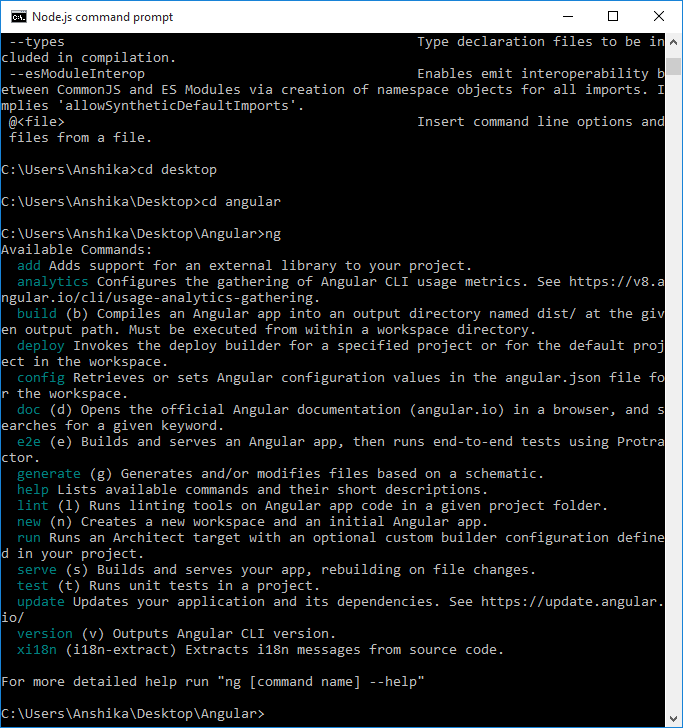 Node.js command prompt
--types                                            Type declaration files to be in
cluded in compilation.
--esModuleInterop                                  Enables emit interoperability b
etween CommonJS and ES Modules via creation of namespace objects for all imports. I
mplies 'allowSyntheticDefaultImports'.
@<file>                                            Insert command line options and
files from a file.
C:\Users\Anshika>cd desktop
C:\Users\Anshika\Desktop>cd angular
C:\Users\Anshika\Desktop\Angular>ng
Available Commands:
add Adds support for an external library to your project.
analytics Configures the gathering of Angular CLI usage metrics. See https://v8.a
ngular.io/cli/usage-analytics-gathering.
build (b) Compiles an Angular app into an output directory named dist/ at the giv
en output path. Must be executed from within a workspace directory.
deploy Invokes the deploy builder for a specified project or for the default proj
ect in the workspace.
config Retrieves or sets Angular configuration values in the angular.json file fo
r the workspace.
doc (d) Opens the official Angular documentation (angular.io) in a browser, and s
earches for a given keyword.
e2e (e) Builds and serves an Angular app, then runs end-to-end tests using Protra
ctor.
generate (g) Generates and/or modifies files based on a schematic.
help Lists available commands and their short descriptions.
lint (l) Runs linting tools on Angular app code in a given project folder.
new (n) Creates a new workspace and an initial Angular app.
run Runs an Architect target with an optional custom builder configuration define
d in your project.
serve (s) Builds and serves your app, rebuilding on file changes.
test (t) Runs unit tests in a project.
update Updates your application and its dependencies. See https://update.angular.
io/
version (v) Outputs Angular CLI version.
xi18n (i18n-extract) Extracts i18n messages from source code.
For more detailed help run "ng [command name] --help"
C:\Users\Anshika\Desktop\Angular>